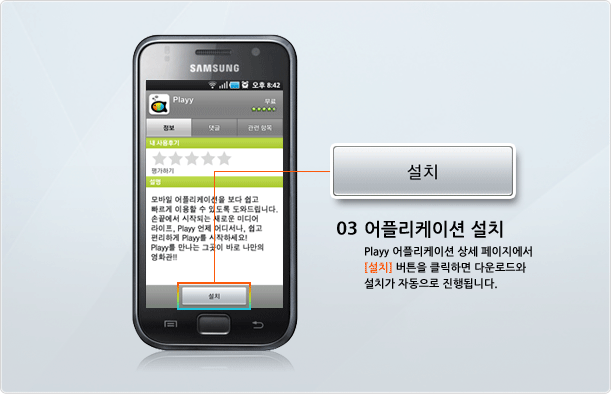 SAMSUNG
오후 8:42
Playy
무료
정보 댓글 관련 항목
내 사용후기
평가하기
설명
모바일 어플리케이션을 보다 쉽고
빠르게 이용할 수 있도록 도와드립니다.
손끝에서 시작되는 새로운 미디어
라이프, Playy 언제 어디서나, 쉽고
편리하게 Playy를 시작하세요!
Playy를 만나는 그곳이 바로 나만의
영화관!!
설치
설치
03 어플리케이션 설치
Playy 어플리케이션 상세 페이지에서
[설치] 버튼을 클릭하면 다운로드와
설치가 자동으로 진행됩니다.